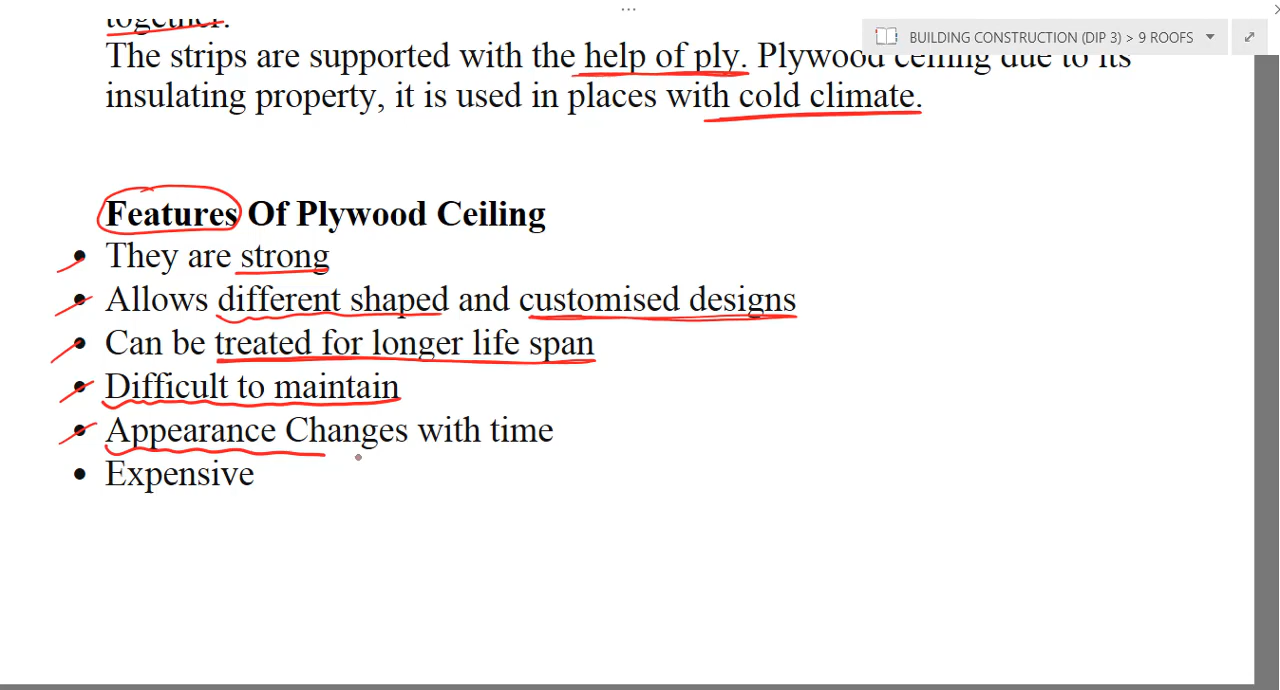 together.
BUILDING CONSTRUCTION (DIP 3) > 9 ROOFS
The strips are supported with the help of ply. Plywood ceiling due to its
insulating property, it is used in places with cold climate.
Features Of Plywood Ceiling
• They are strong
• Allows different shaped and customised designs
• Can be treated for longer life span
• Difficult to maintain
• Appearance Changes with time
• Expensive